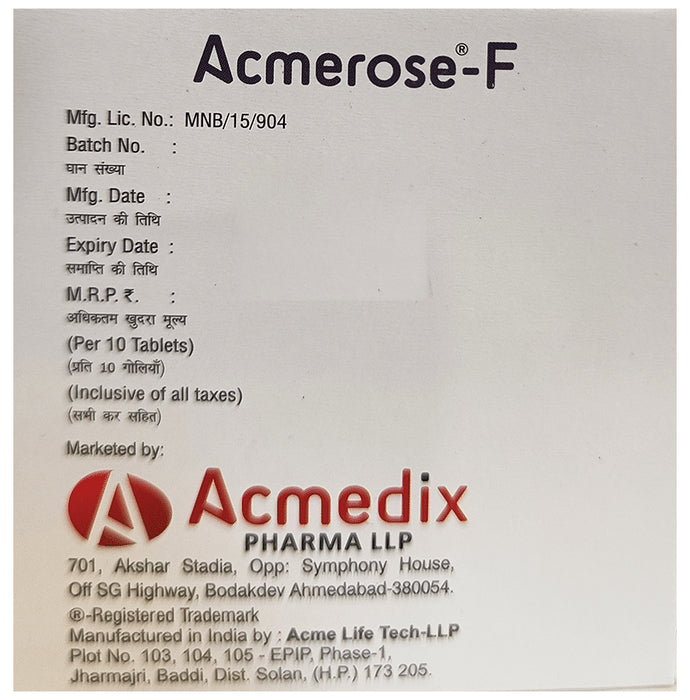 Acmerose®-F
Mfg. Lic. No.: MNB/15/904
Batch No. :
घान संख्या
Mfg. Date :
उत्पादन की तिथि
Expiry Date :
समाप्ति की तिथि
M.R.P. ₹. :
अधिकतम खुदरा मूल्य
(Per 10 Tablets)
(प्रति 10 गोलियाँ)
(Inclusive of all taxes)
(सभी कर सहित)
Marketed by:
Acmedix
PHARMA LLP
701, Akshar Stadia, Opp: Symphony House,
Off SG Highway, Bodakdev Ahmedabad-380054.
®-Registered Trademark
Manufactured in India by : Acme Life Tech-LLP
Plot No. 103, 104, 105 - EPIP, Phase-1,
Jharmajri, Baddi, Dist. Solan, (H.P.) 173 205.